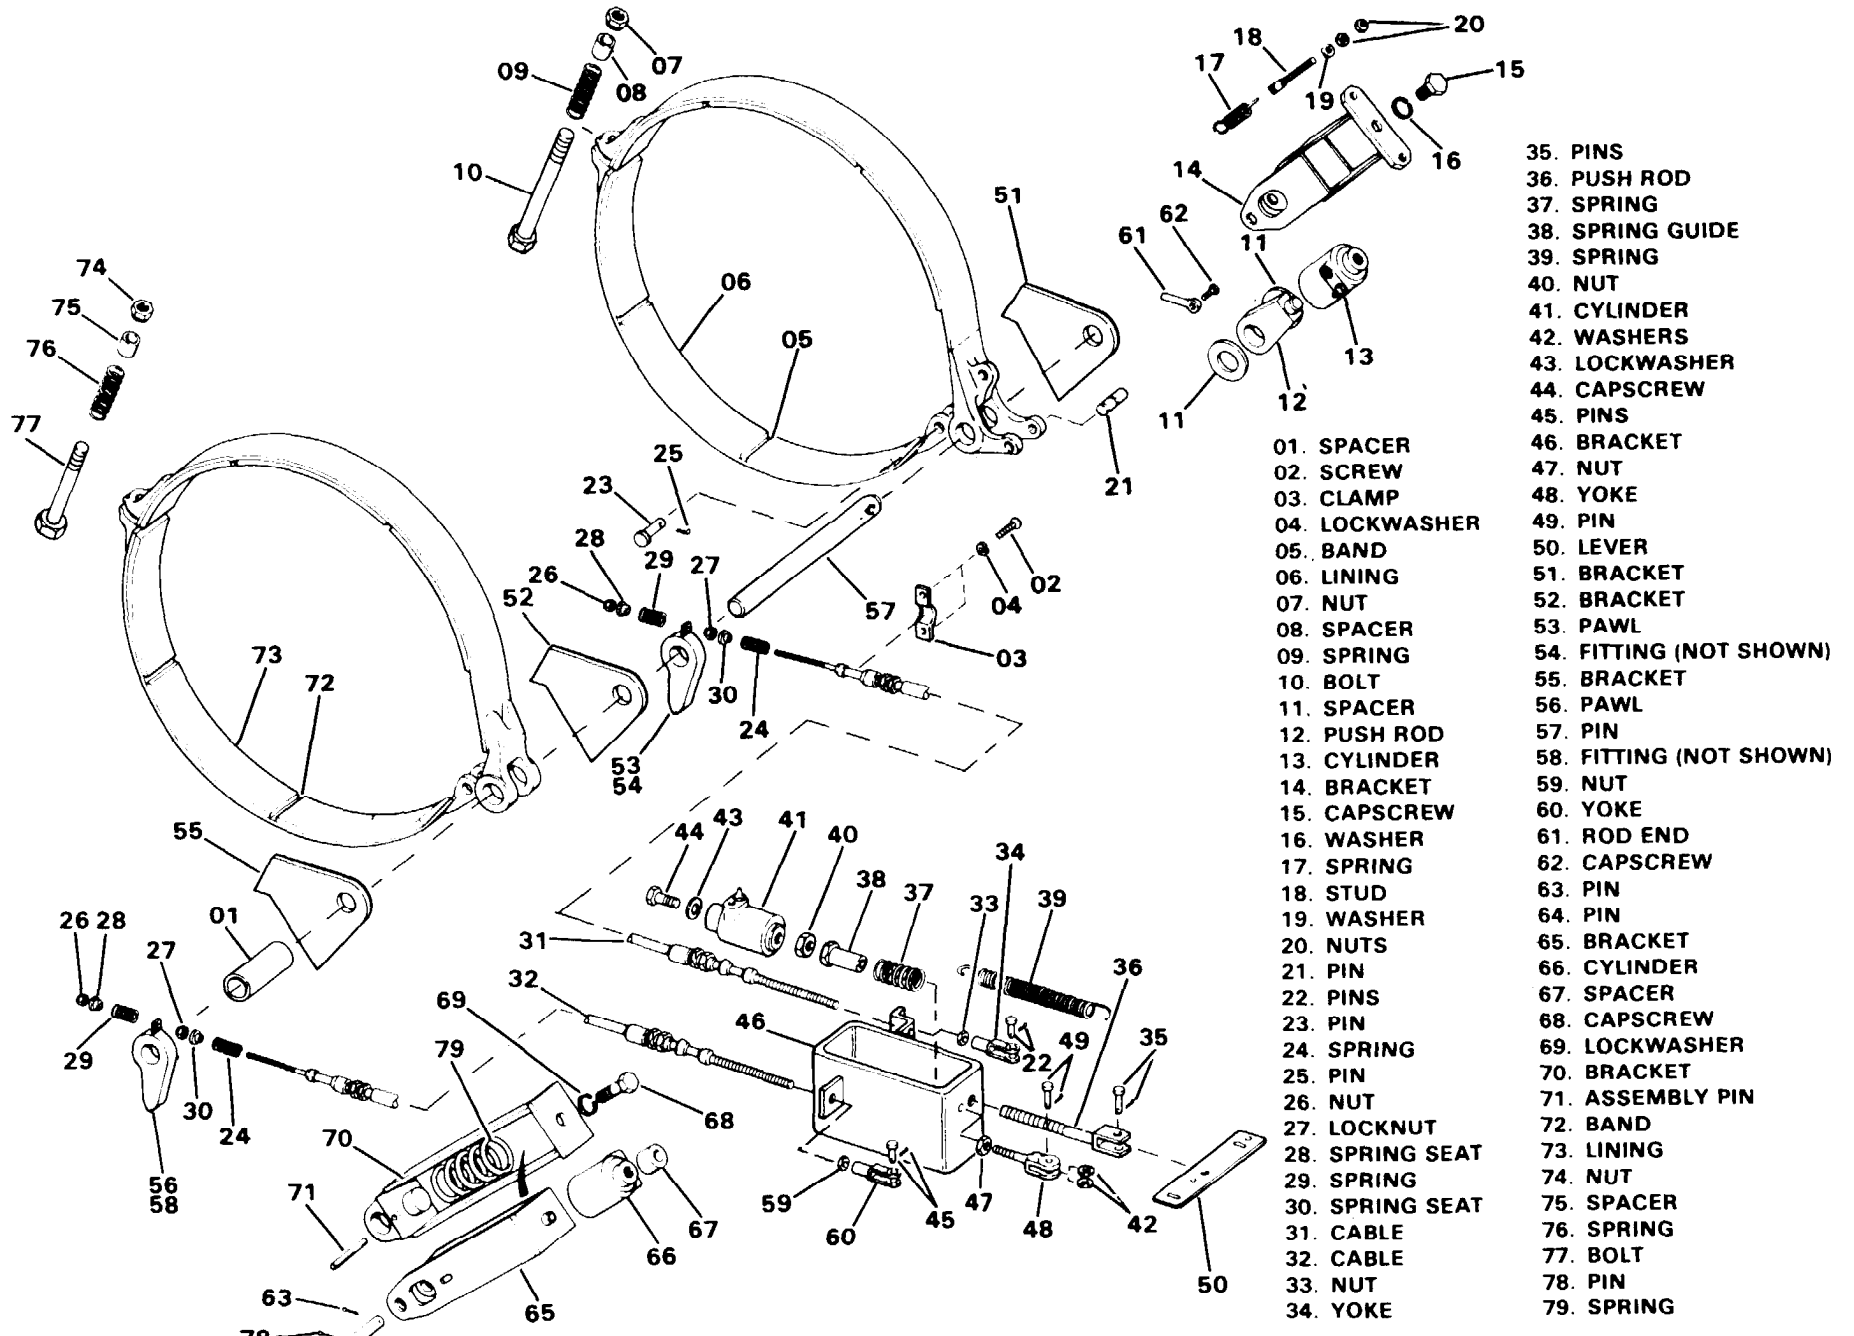 07
08
09
10
06
05
51
61
62
17
18
19
20
15
16
14
11
11
12
13
21
74
75
76
77
73
72
25
23
28
26
29
27
52
57
02
04
03
30
24
53
54
55
01
26 28
27
29
30
24
56
58
44
43
41
40
38
37
33
34
39
36
31
32
46
22
49
35
69
79
68
70
71
67
66
65
63
78
59
60
45
47
48
42
50
01. SPACER
02. SCREW
03. CLAMP
04. LOCKWASHER
05. BAND
06. LINING
07. NUT
08. SPACER
09. SPRING
10. BOLT
11. SPACER
12. PUSH ROD
13. CYLINDER
14. BRACKET
15. CAPSCREW
16. WASHER
17. SPRING
18. STUD
19. WASHER
20. NUTS
21. PIN
22. PINS
23. PIN
24. SPRING
25. PIN
26. NUT
27. LOCKNUT
28. SPRING SEAT
29. SPRING
30. SPRING SEAT
31. CABLE
32. CABLE
33. NUT
34. YOKE
35. PINS
36. PUSH ROD
37. SPRING
38. SPRING GUIDE
39. SPRING
40. NUT
41. CYLINDER
42. WASHERS
43. LOCKWASHER
44. CAPSCREW
45. PINS
46. BRACKET
47. NUT
48. YOKE
49. PIN
50. LEVER
51. BRACKET
52. BRACKET
53. PAWL
54. FITTING (NOT SHOWN)
55. BRACKET
56. PAWL
57. PIN
58. FITTING (NOT SHOWN)
59. NUT
60. YOKE
61. ROD END
62. CAPSCREW
63. PIN
64. PIN
65. BRACKET
66. CYLINDER
67. SPACER
68. CAPSCREW
69. LOCKWASHER
70. BRACKET
71. ASSEMBLY PIN
72. BAND
73. LINING
74. NUT
75. SPACER
76. SPRING
77. BOLT
78. PIN
79. SPRING